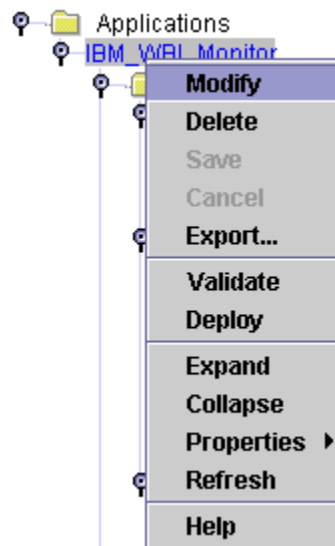 Applications
IBM_WBI_Monitor
Modify
Delete
Save
Cancel
Export...
Validate
Deploy
Expand
Collapse
Properties
Refresh
Help